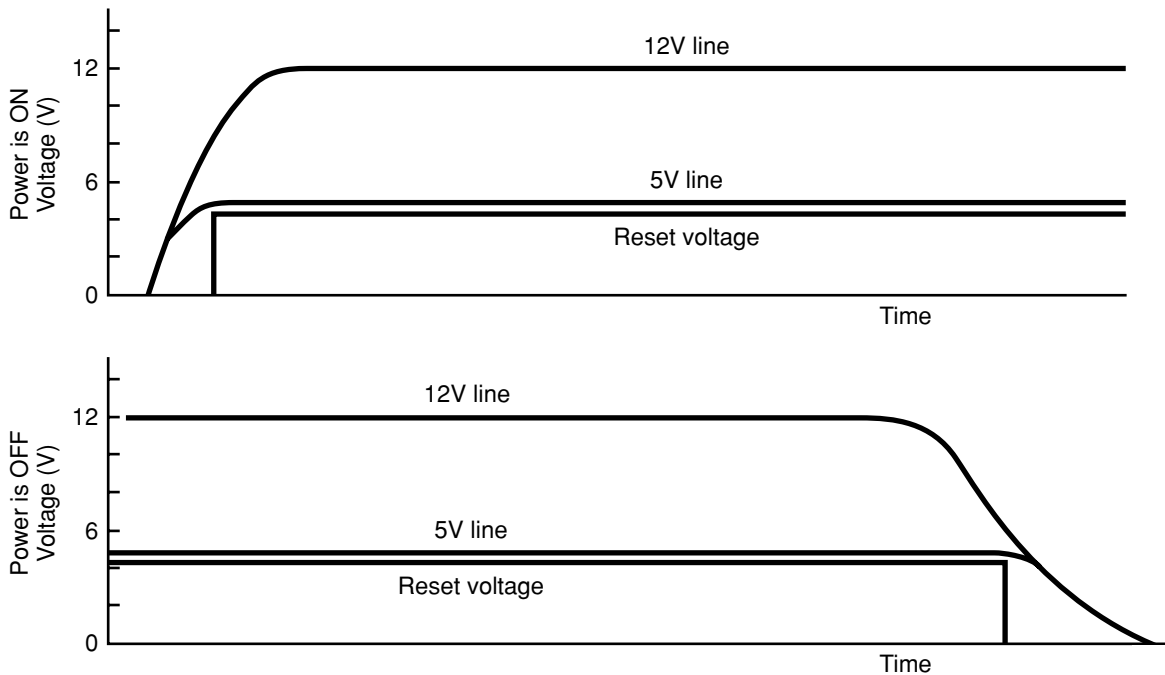 Power is ON
Voltage (V)
12
6
0
12V line
5V line
Reset voltage
Time
Power is OFF
Voltage (V)
12
6
0
12V line
5V line
Reset voltage
Time